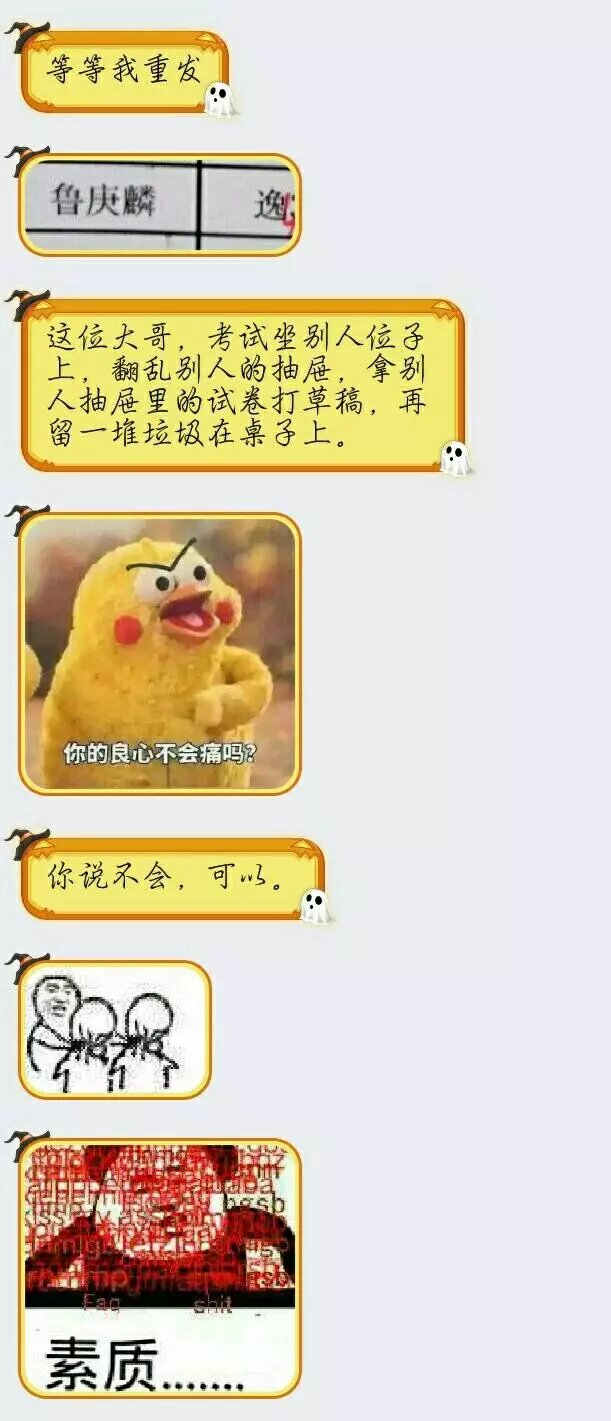 等等我重发
鲁庚麟 逸
这位大哥，考试坐别人位子
上，翻乱别人的抽屉，拿别
人抽屉里的试卷打草稿，再
留一堆垃圾在桌子上。
你的良心不会痛吗?
你说不会，可以。
bgsb
Faq shit
素质.......